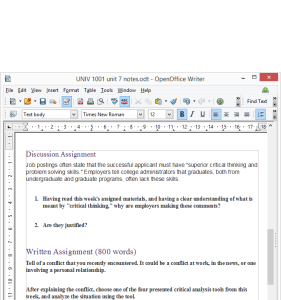 UNIV 1001 unit 7 notes.odt - OpenOffice Writer
File Edit View Insert Format Table Tools Window Help
Find Text
Text body Times New Roman 12 B I U
Discussion Assignment
Job postings often state that the successful applicant must have "superior critical thinking and
problem solving skills." Employers tell college administrators that graduates, both from
undergraduate and graduate programs, often lack these skills.
1. Having read this week's assigned materials, and having a clear understanding of what is
meant by "critical thinking," why are employers making these comments?
2. Are they justified?
Written Assignment (800 words)
Tell of a conflict that you recently encountered. It could be a conflict at work, in the news, or one
involving a personal relationship.
After explaining the conflict, choose one of the four presented critical analysis tools from this
week, and analyze the situation using the tool.